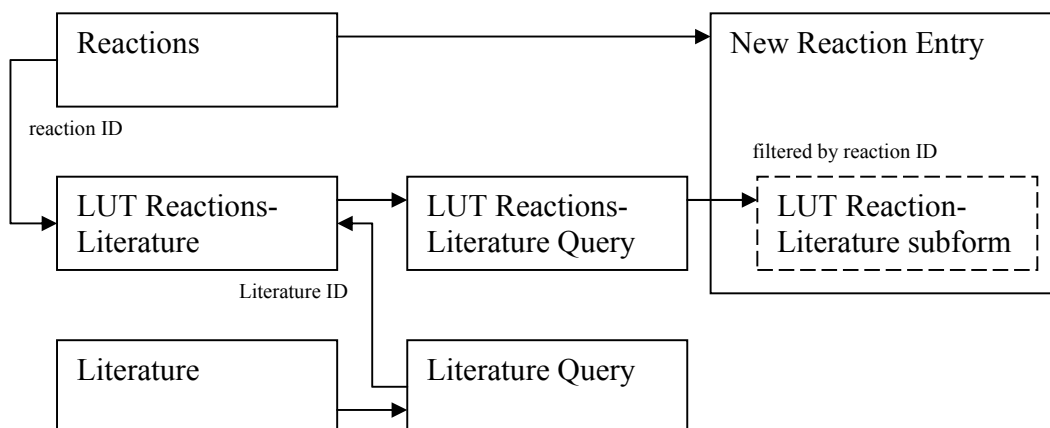 Reactions
New Reaction Entry
reaction ID
filtered by reaction ID
LUT Reactions-
Literature
LUT Reactions-
Literature Query
LUT Reaction-
Literature subform
Literature ID
Literature
Literature Query